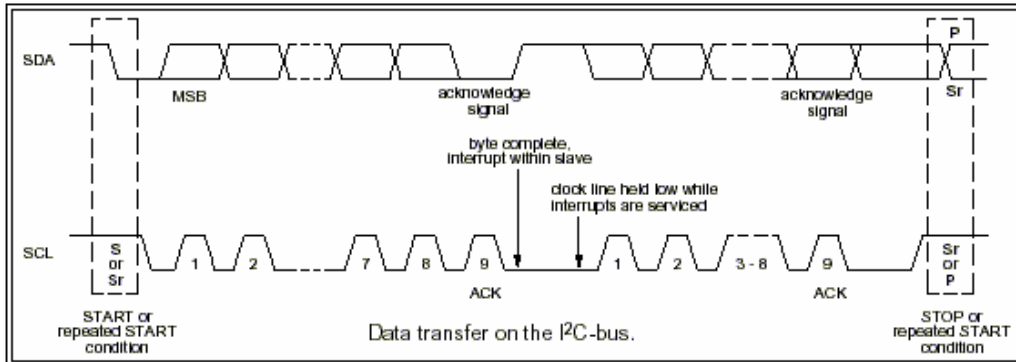 P
SDA
MSB
acknowledge
signal
acknowledge
signal
Sr
byte complete,
interrupt within slave
clock line held low while
interrupts are serviced
SCL
S
or
Sr
1
2
7
8
9
1
2
3 - 8
9
Sr
or
P
ACK
ACK
START or
repeated START
condition
Data transfer on the I²C-bus.
STOP or
repeated START
condition